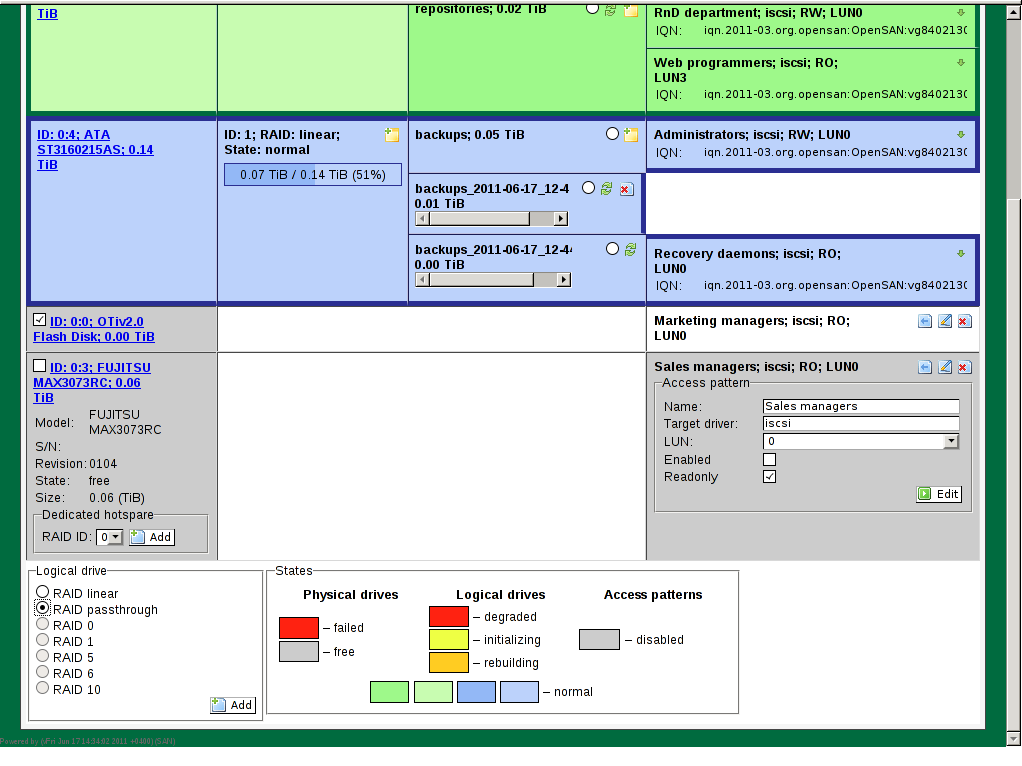 TiB
repositories; 0.02 TiB
RnD department; iscsi; RW; LUN0
IQN: iqn.2011-03.org.opensan:OpenSAN:vg8402130
Web programmers; iscsi; RO;
LUN3
IQN: iqn.2011-03.org.opensan:OpenSAN:vg8402130
ID: 0:4; ATA
ST3160215AS; 0.14
TiB
ID: 1; RAID: linear;
State: normal
0.07 TiB / 0.14 TiB (51%)
backups; 0.05 TiB
Administrators; iscsi; RW; LUN0
IQN: iqn.2011-03.org.opensan:OpenSAN:vg8402130
backups_2011-06-17_12-4
0.01 TiB
backups_2011-06-17_12-44
0.00 TiB
Recovery daemons; iscsi; RO;
LUN0
IQN: iqn.2011-03.org.opensan:OpenSAN:vg8402130
ID: 0:0; OTiv2.0
Flash Disk; 0.00 TiB
Marketing managers; iscsi; RO;
LUN0
ID: 0:3; FUJITSU
MAX3073RC; 0.06
TiB
Model: FUJITSU
MAX3073RC
S/N:
Revision: 0104
State: free
Size: 0.06 (TiB)
Dedicated hotspare
RAID ID: 0 Add
Sales managers; iscsi; RO; LUN0
Access pattern
Name: Sales managers
Target driver: iscsi
LUN: 0
Enabled
Readonly
Edit
Logical drive
RAID linear
RAID passthrough
RAID 0
RAID 1
RAID 5
RAID 6
RAID 10
Add
States
Physical drives
– failed
– free
Logical drives
– degraded
– initializing
– rebuilding
Access patterns
– disabled
– normal
Powered by (vFri Jun 17 14:34:02 2011 +0400) (SAN)